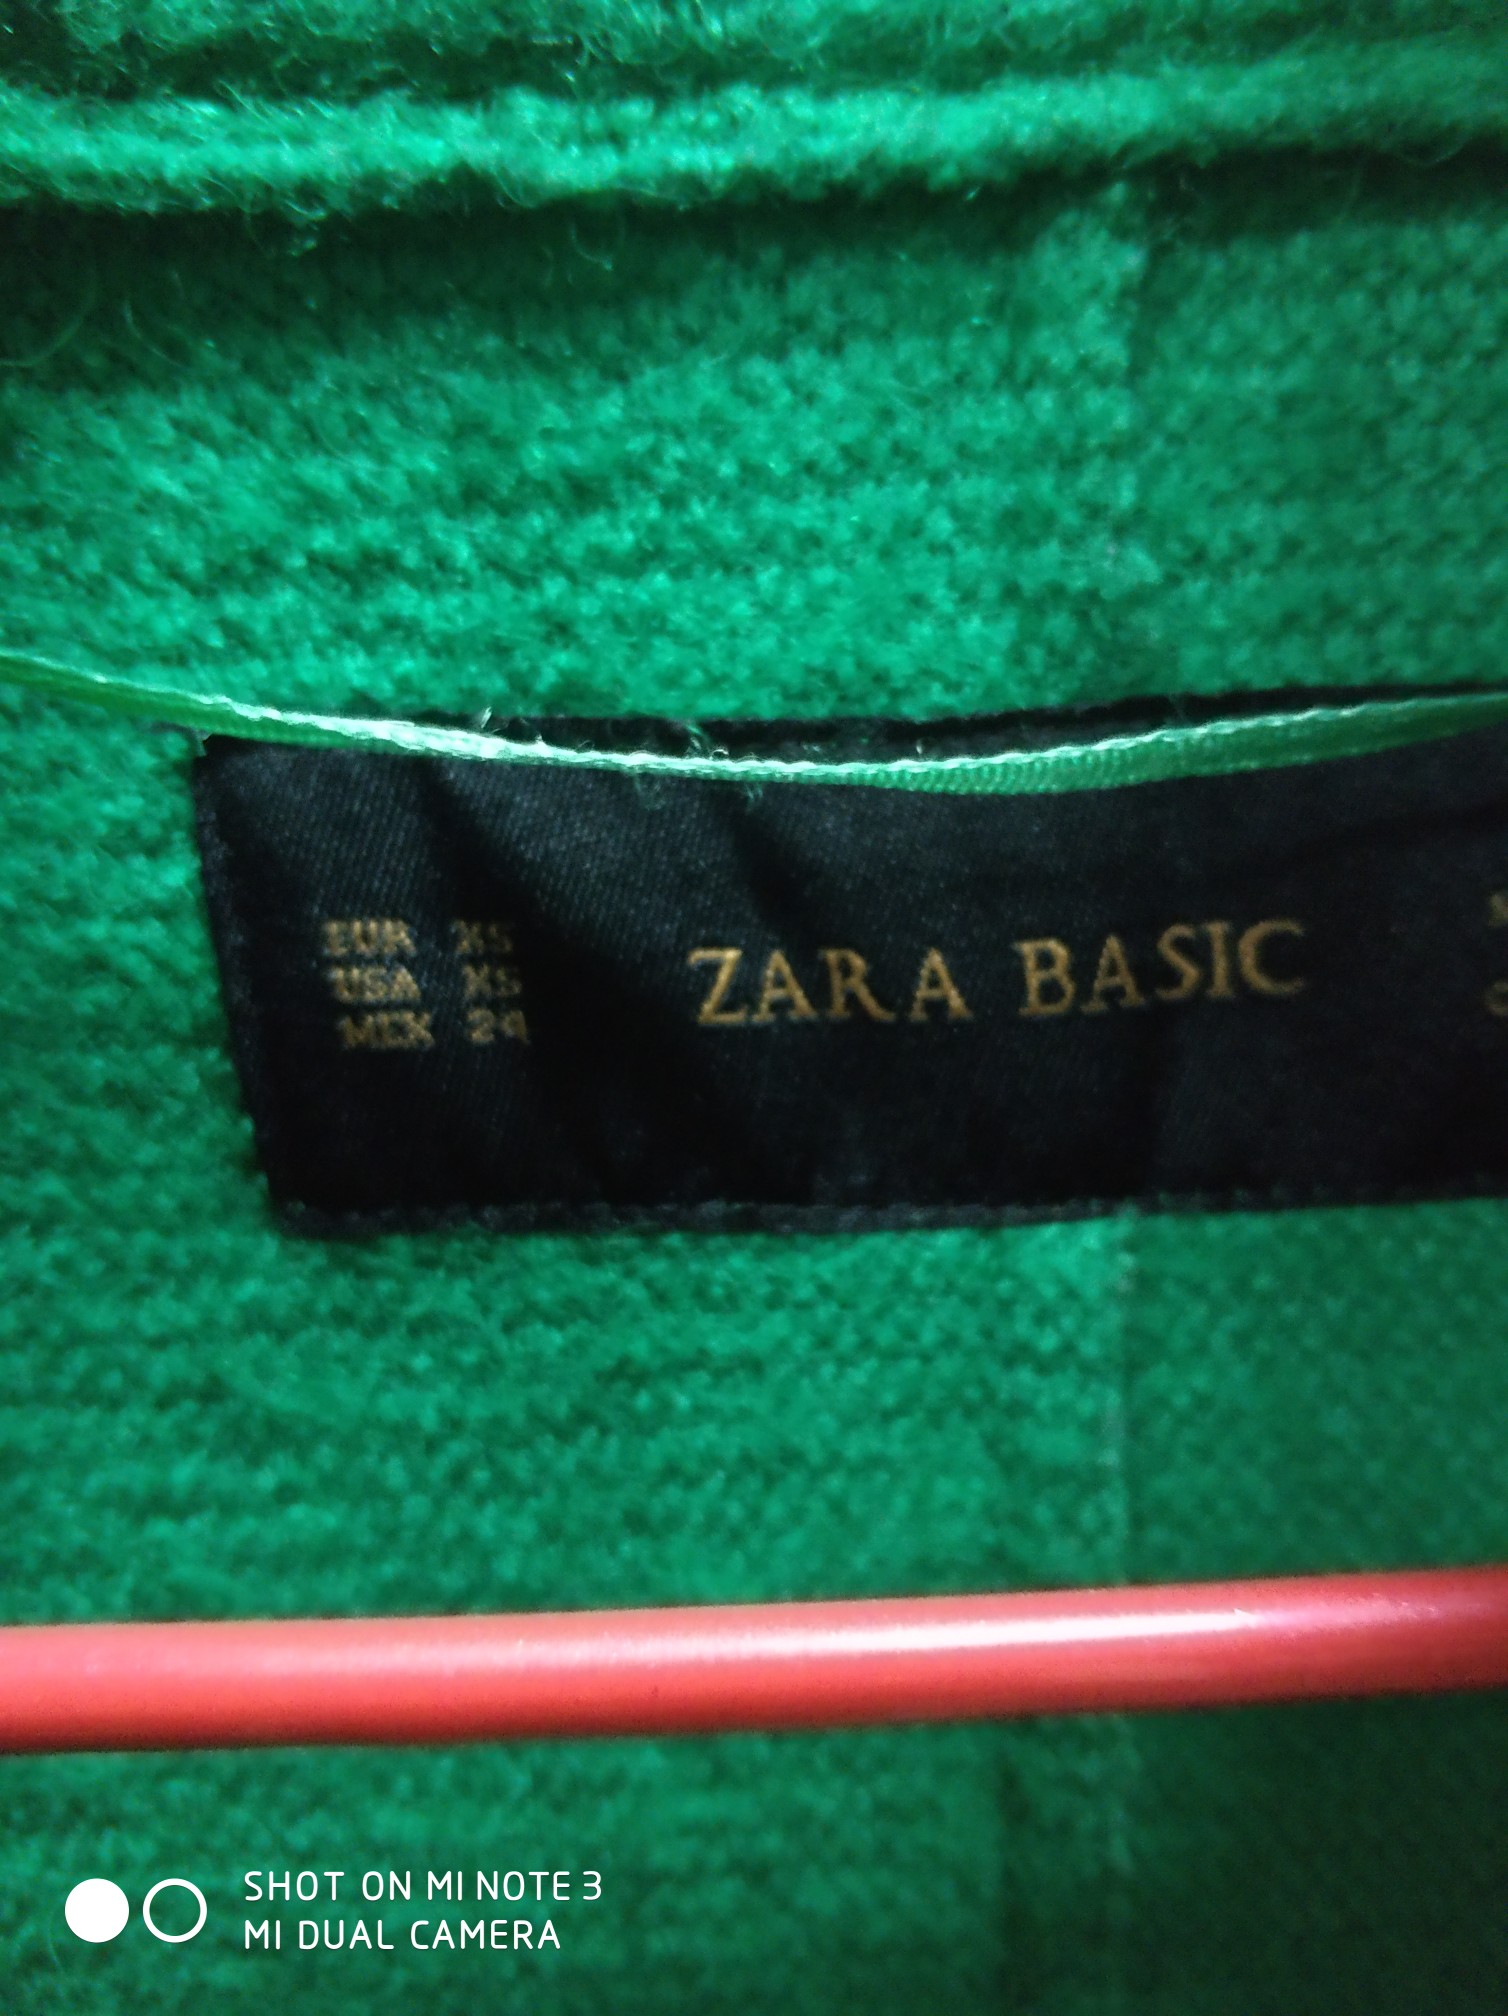 EUR XS
USA XS
MEX 24
ZARA BASIC
SHOT ON MI NOTE 3
MI DUAL CAMERA